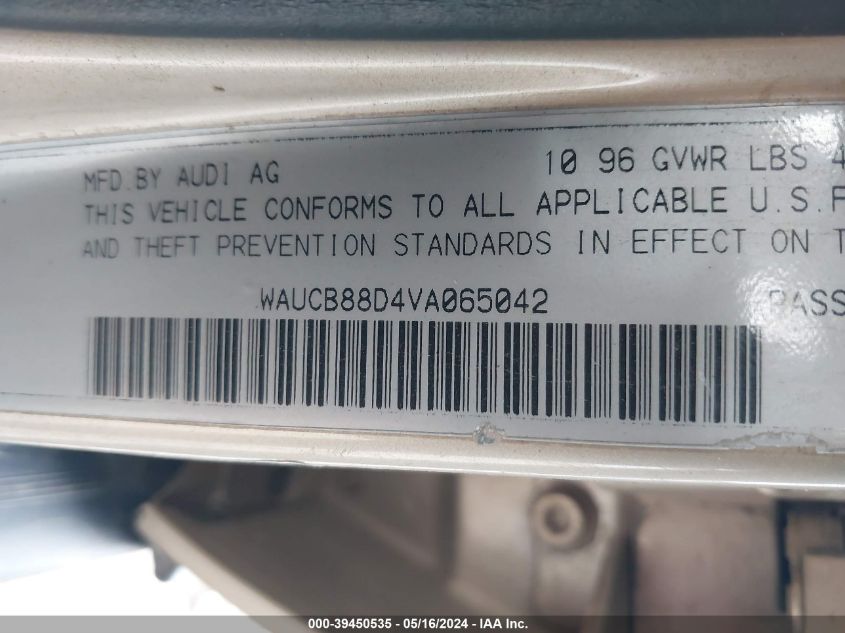 MFD.BY AUDI AG 10 96 GVWR LBS 4
THIS VEHICLE CONFORMS TO ALL APPLICABLE U.S.F
AND THEFT PREVENTION STANDARDS IN EFFECT ON T
WAUCB88D4VA065042 PASS
000-39450535 - 05/16/2024 - IAA Inc.